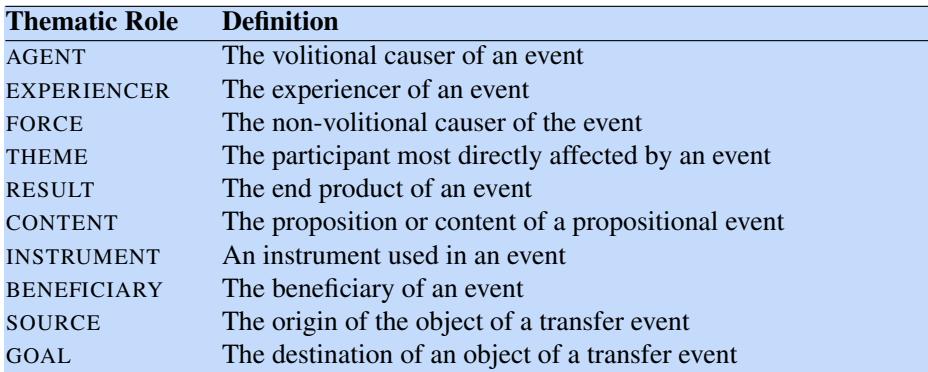 Thematic Role Definition
AGENT The volitional causer of an event
EXPERIENCER The experiencer of an event
FORCE The non-volitional causer of the event
THEME The participant most directly affected by an event
RESULT The end product of an event
CONTENT The proposition or content of a propositional event
INSTRUMENT An instrument used in an event
BENEFICIARY The beneficiary of an event
SOURCE The origin of the object of a transfer event
GOAL The destination of an object of a transfer event